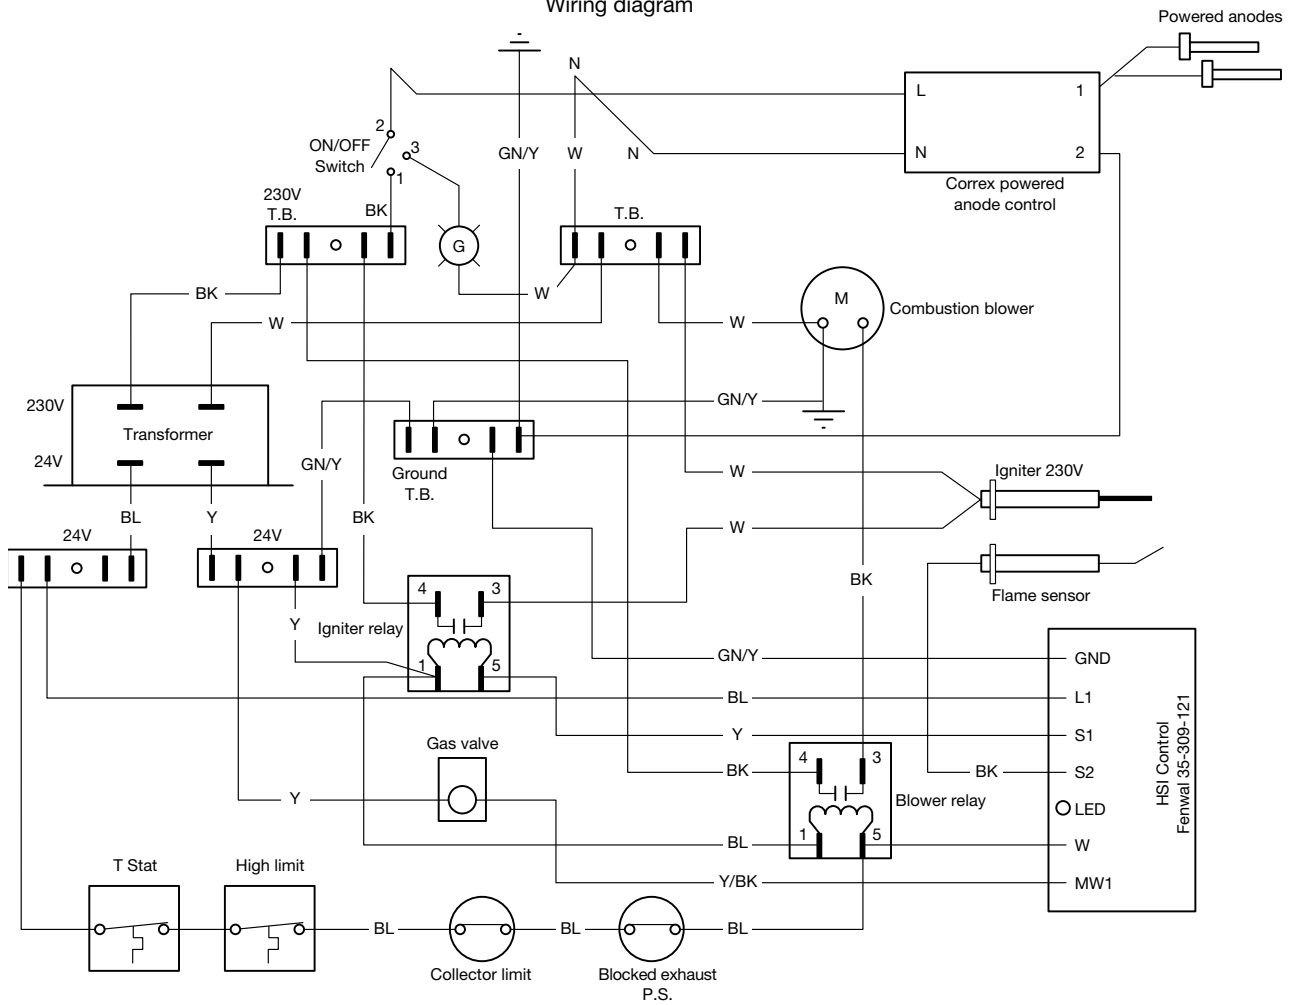 Wiring diagram
Powered anodes
N
L 1
2
ON/OFF
Switch
3
GN/Y W N N 2
1
Correx powered
anode control
230V
T.B.
BK
T.B.
G
M
Combustion blower
BK W
W W
230V
GN/Y
Transformer
24V
GN/Y
Ground
T.B.
W
Igniter 230V
BL Y BK
W
24V 24V
BK
Flame sensor
4 3
Y
Igniter relay
1 5
GN/Y GND
BL L1
Y S1
Gas valve
4 3
BK BK S2
Y
Blower relay
LED
HSI Control
Fenwal 35-309-121
1 5
BL W
Y/BK MW1
T Stat High limit
BL BL BL
Collector limit
Blocked exhaust
P.S.